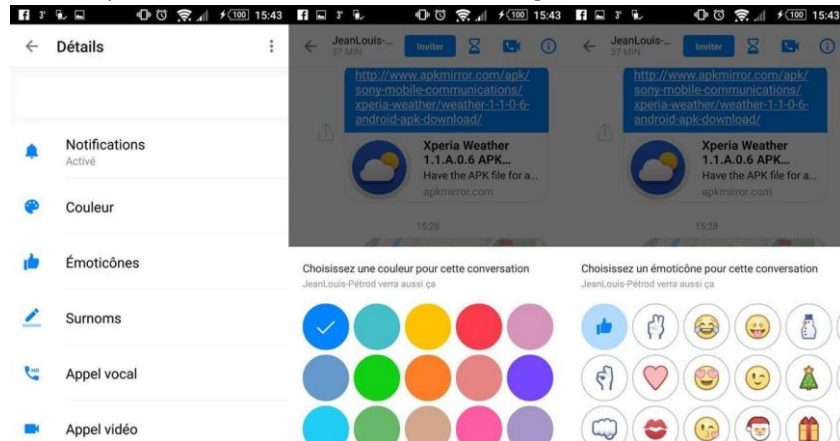 100 15:43
Détails
Notifications
Activé
Couleur
Émoticônes
Surnoms
HD
Appel vocal
Appel vidéo
100 15:43
JeanLouis-...
37 MIN
Inviter
http://www.apkmirror.com/apk/
sony-mobile-communications/
xperia-weather/weather-1-1-0-6-
android-apk-download/
Xperia Weather
1.1.A.0.6 APK...
Have the APK file for a...
apkmirror.com
15:28
Choisissez une couleur pour cette conversation
JeanLouis-Pétrod verra aussi ça
100 15:43
JeanLouis-...
37 MIN
Inviter
http://www.apkmirror.com/apk/
sony-mobile-communications/
xperia-weather/weather-1-1-0-6-
android-apk-download/
Xperia Weather
1.1.A.0.6 APK...
Have the APK file for a...
apkmirror.com
15:28
Choisissez un émoticône pour cette conversation
JeanLouis-Pétrod verra aussi ça